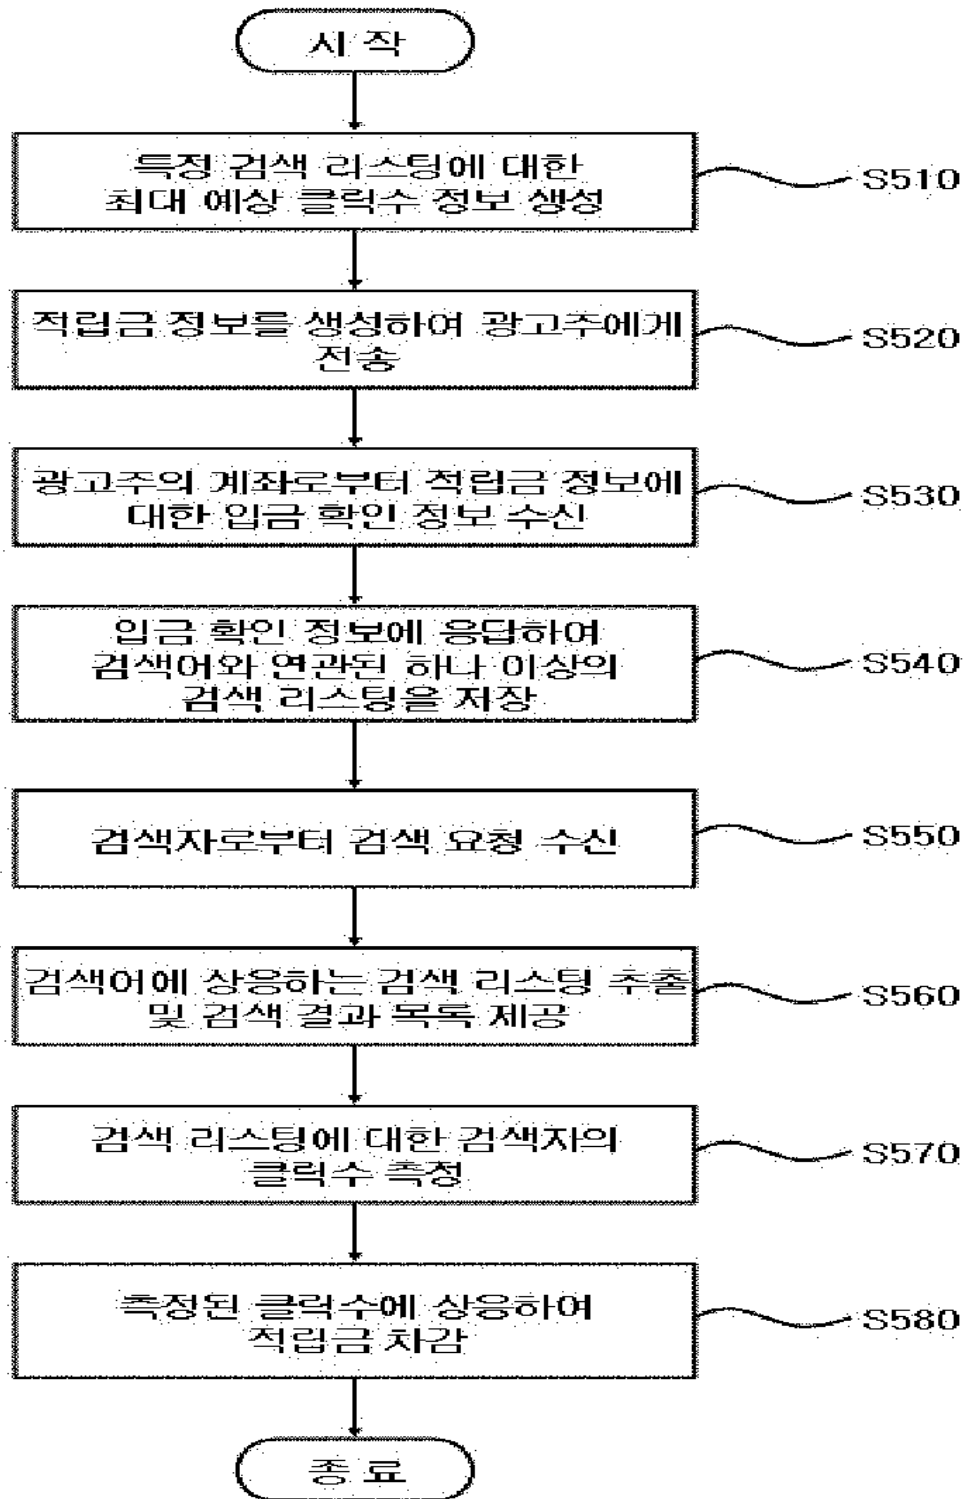 시작
특정 검색 리스팅에 대한
최대 예상 클릭수 정보 생성
S510
적립금 정보를 생성하여 광고주에게
전송
S520
광고주의 계좌로부터 적립금 정보에
대한 입금 확인 정보 수신
S530
입금 확인 정보에 응답하여
검색어와 연관된 하나 이상의
검색 리스팅을 저장
S540
검색자로부터 검색 요청 수신
S550
검색어에 상응하는 검색 리스팅 추출
및 검색 결과 목록 제공
S560
검색 리스팅에 대한 검색자의
클릭수 측정
S570
측정된 클릭수에 상응하여
적립금 차감
S580
종료